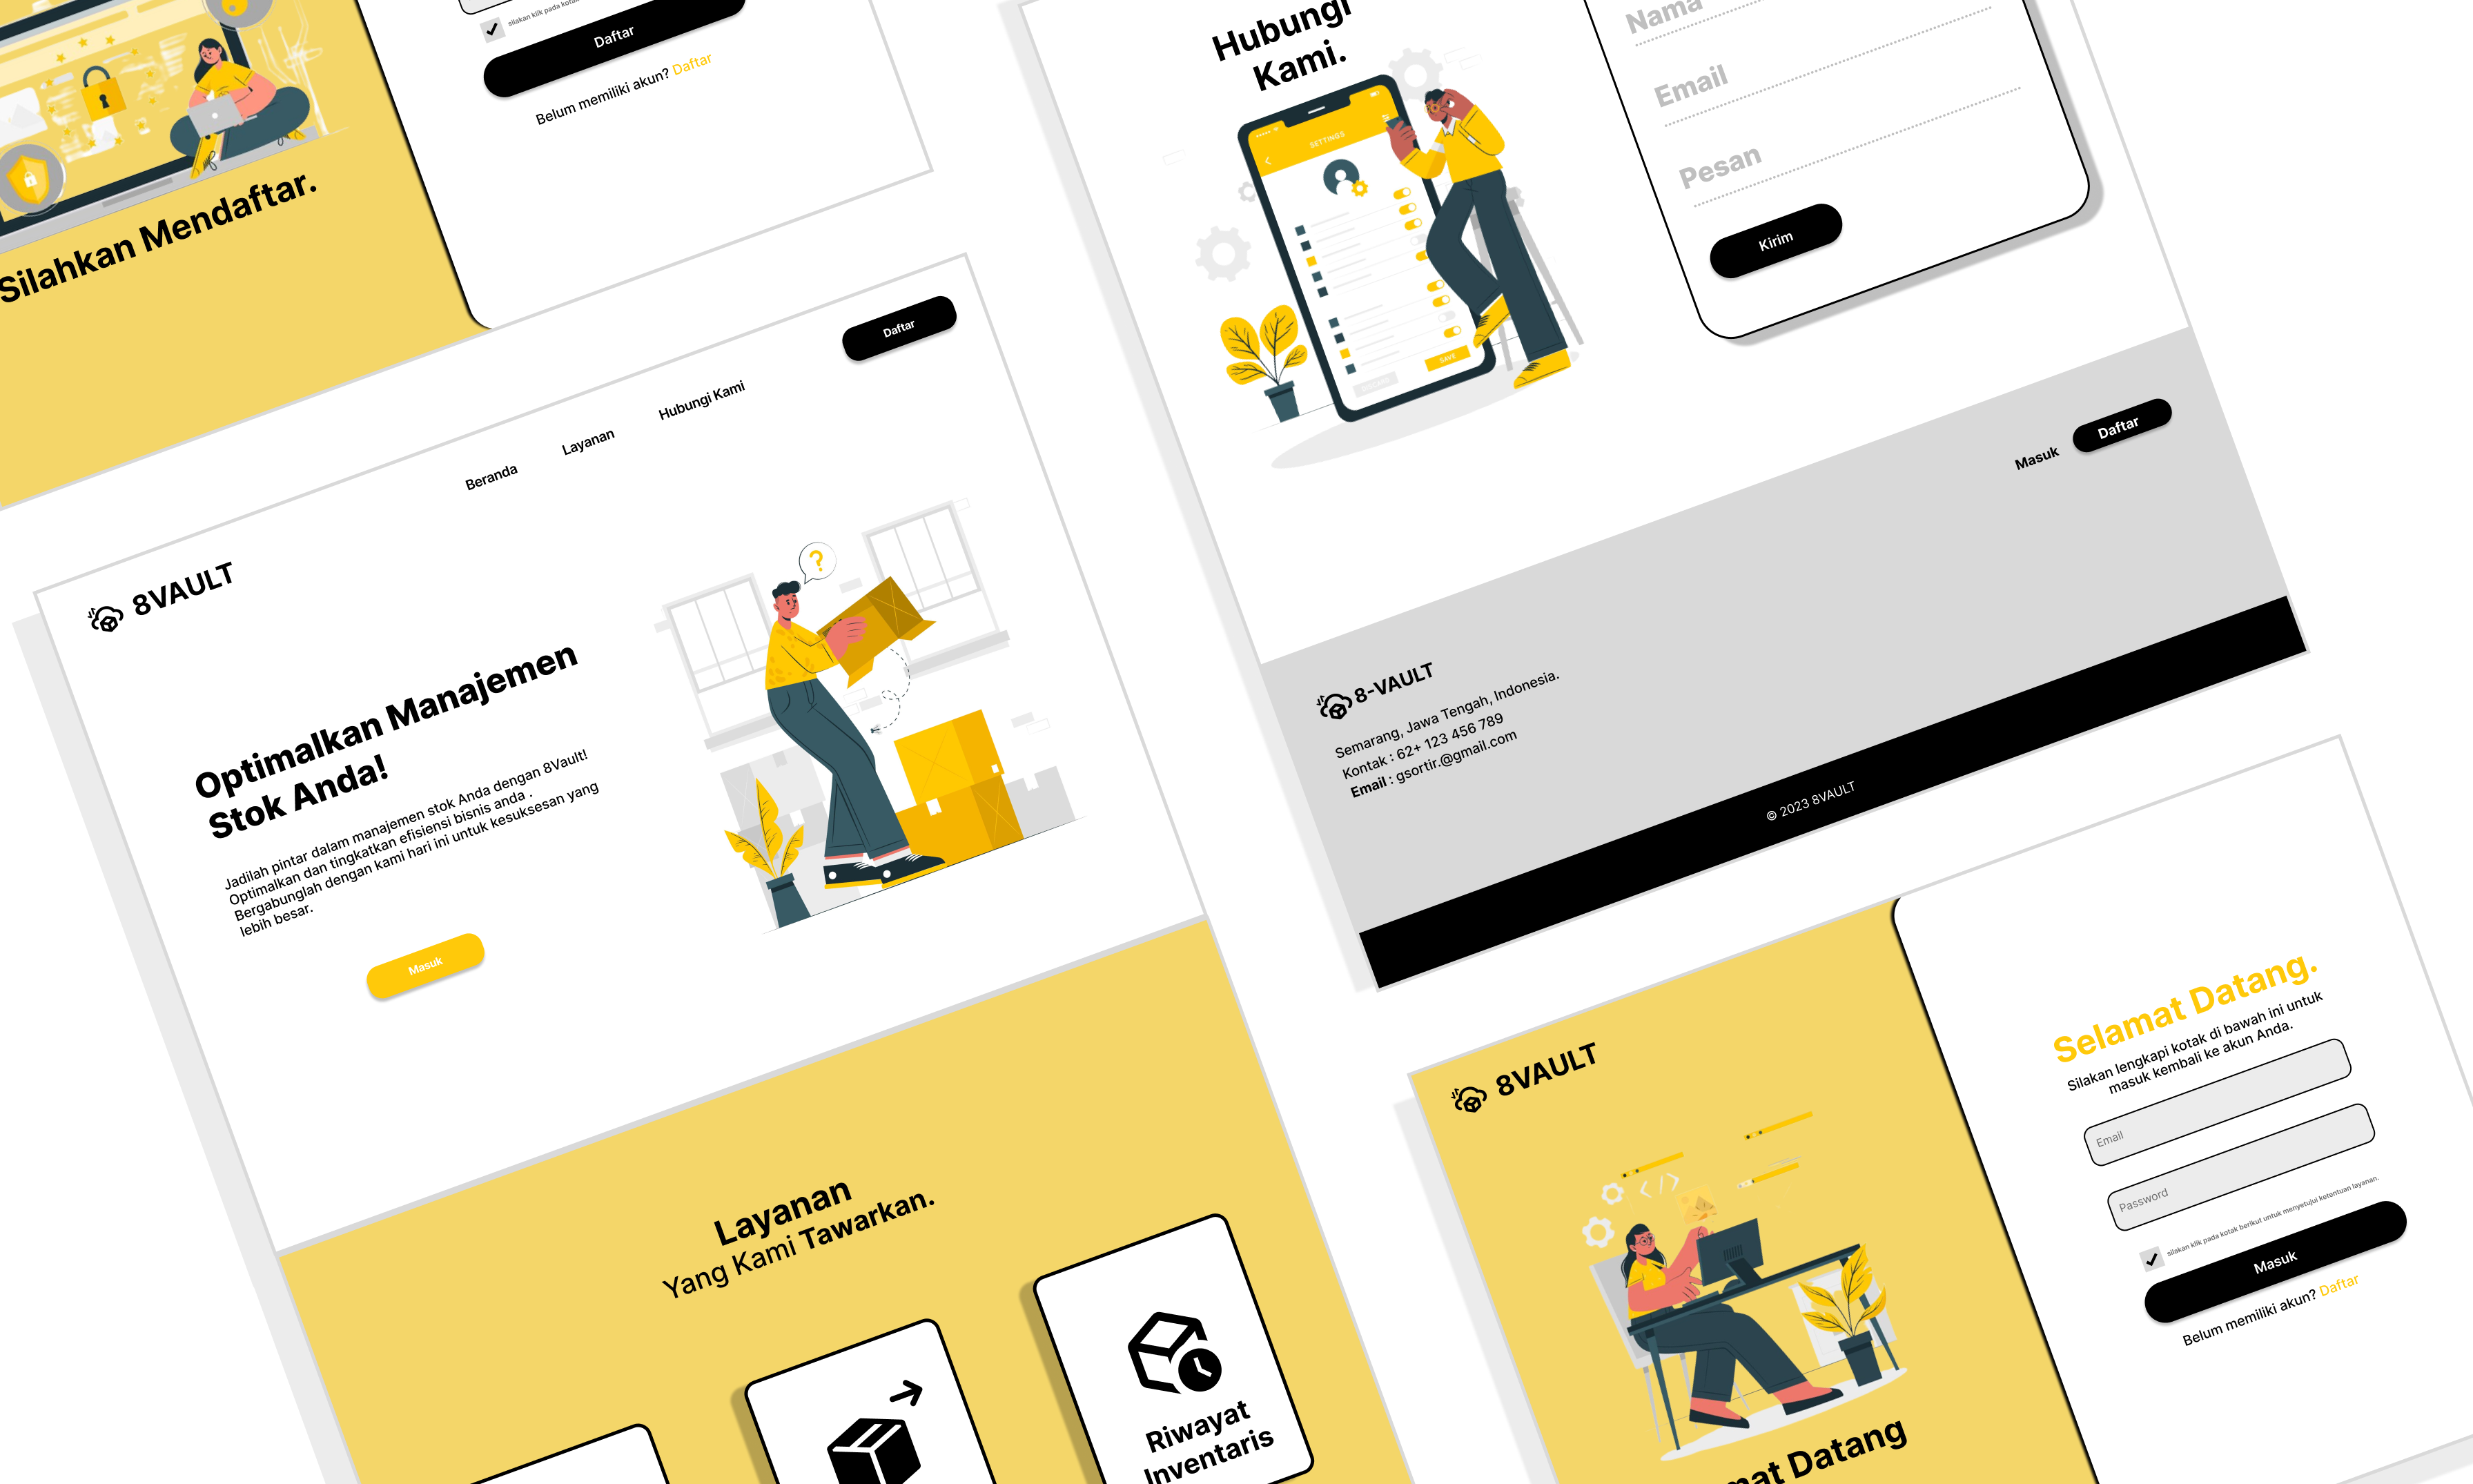 silakan klik pada kotak
Daftar
Belum memiliki akun? Daftar
Silahkan Mendaftar.
8VAULT
Beranda
Layanan
Hubungi Kami
Daftar
Optimalkan Manajemen
Stok Anda!
Jadilah pintar dalam manajemen stok Anda dengan 8Vault!
Optimalkan dan tingkatkan efisiensi bisnis anda .
Bergabunglah dengan kami hari ini untuk kesuksesan yang
lebih besar.
Masuk
?
Layanan
Yang Kami Tawarkan.
Riwayat
Inventaris
Hubungi
Kami.
SETTINGS
SAVE
Nama
Email
Pesan
Kirim
Masuk
Daftar
8-VAULT
Semarang, Jawa Tengah, Indonesia.
Kontak : 62+ 123 456 789
Email : gsortir.@gmail.com
© 2023 8VAULT
8VAULT
</>
mat Datang
Selamat Datang.
Silakan lengkapi kotak di bawah ini untuk
masuk kembali ke akun Anda.
Email
Password
silakan klik pada kotak berikut untuk menyetujui ketentuan layanan.
Masuk
Belum memiliki akun? Daftar